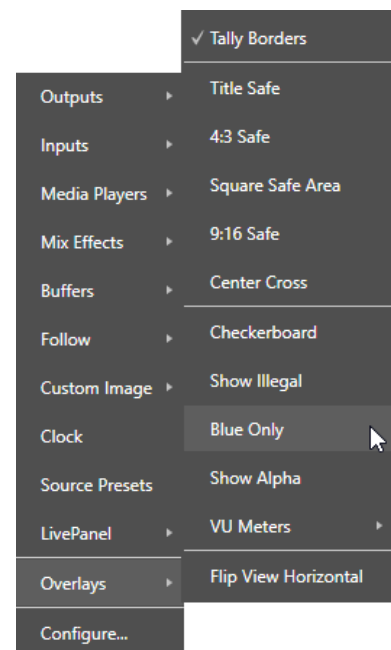 Outputs
Inputs
Media Players
Mix Effects
Buffers
Follow
Custom Image
Clock
Source Presets
LivePanel
Overlays
Configure...
✓ Tally Borders
Title Safe
4:3 Safe
Square Safe Area
9:16 Safe
Center Cross
Checkerboard
Show Illegal
Blue Only
Show Alpha
VU Meters
Flip View Horizontal